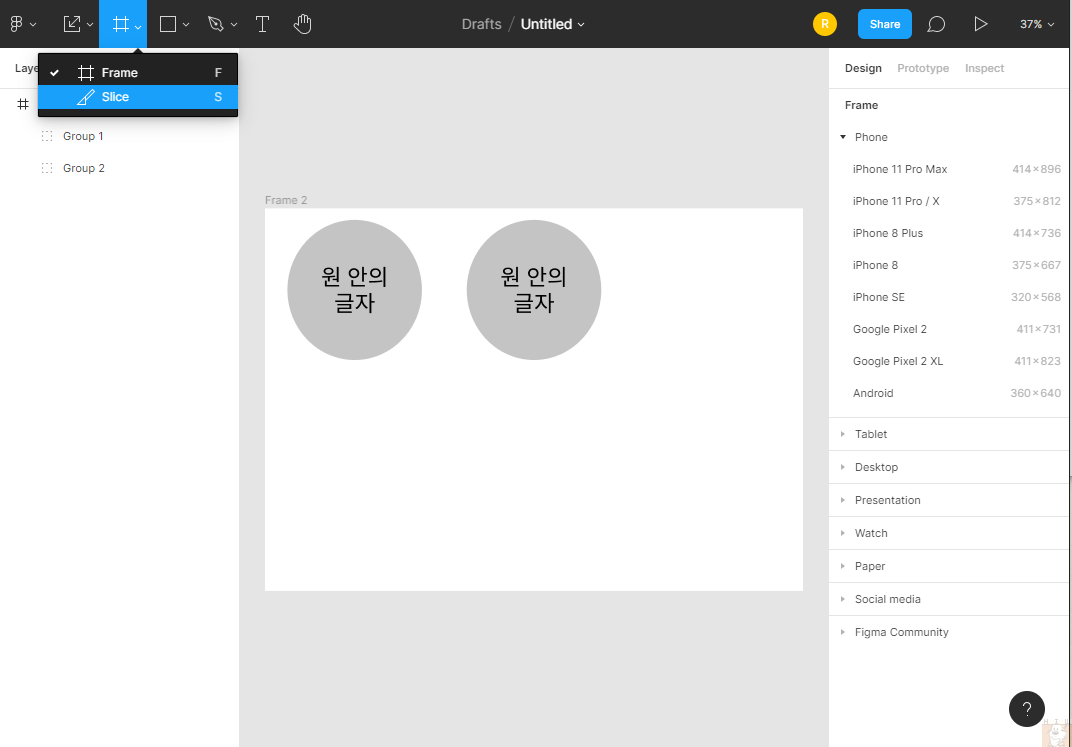 Drafts / Untitled
R
Share
37%
Laye
Frame F
Slice S
Group 1
Group 2
Frame 2
원 안의
글자
원 안의
글자
Design Prototype Inspect
Frame
Phone
iPhone 11 Pro Max 414×896
iPhone 11 Pro / X 375×812
iPhone 8 Plus 414×736
iPhone 8 375×667
iPhone SE 320×568
Google Pixel 2 411×731
Google Pixel 2 XL 411×823
Android 360×640
Tablet
Desktop
Presentation
Watch
Paper
Social media
Figma Community
?